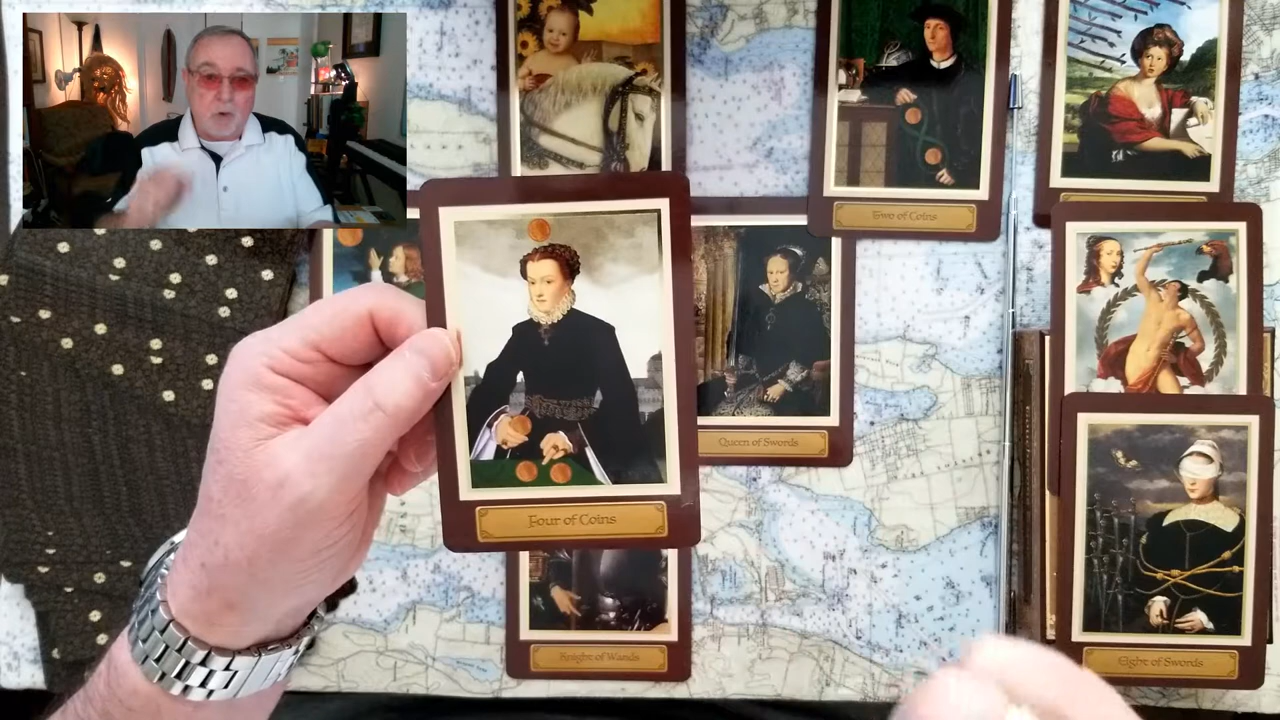 Two of Coins
Queen of Swords
Four of Coins
Knight of Wands
Eight of Swords